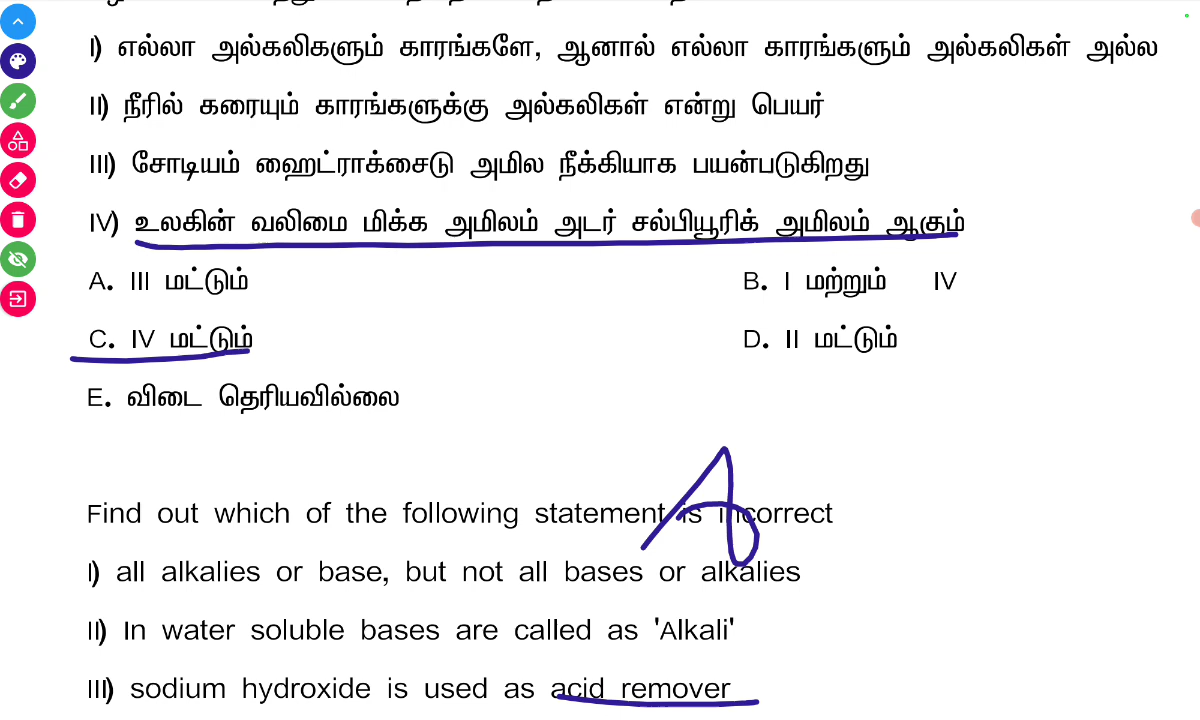 I) எல்லா அல்கலிகளும் காரங்களே, ஆனால் எல்லா காரங்களும் அல்கலிகள் அல்ல
II) நீரில் கரையும் காரங்களுக்கு அல்கலிகள் என்று பெயர்
III) சோடியம் ஹைட்ராக்சைடு அமில நீக்கியாக பயன்படுகிறது
IV) உலகின் வலிமை மிக்க அமிலம் அடர் சல்பியூரிக் அமிலம் ஆகும்
A. III மட்டும் B. I மற்றும் IV
C. IV மட்டும் D. II மட்டும்
E. விடை தெரியவில்லை
Find out which of the following statement is incorrect
I) all alkalies or base, but not all bases or alkalies
II) In water soluble bases are called as 'Alkali'
III) sodium hydroxide is used as acid remover